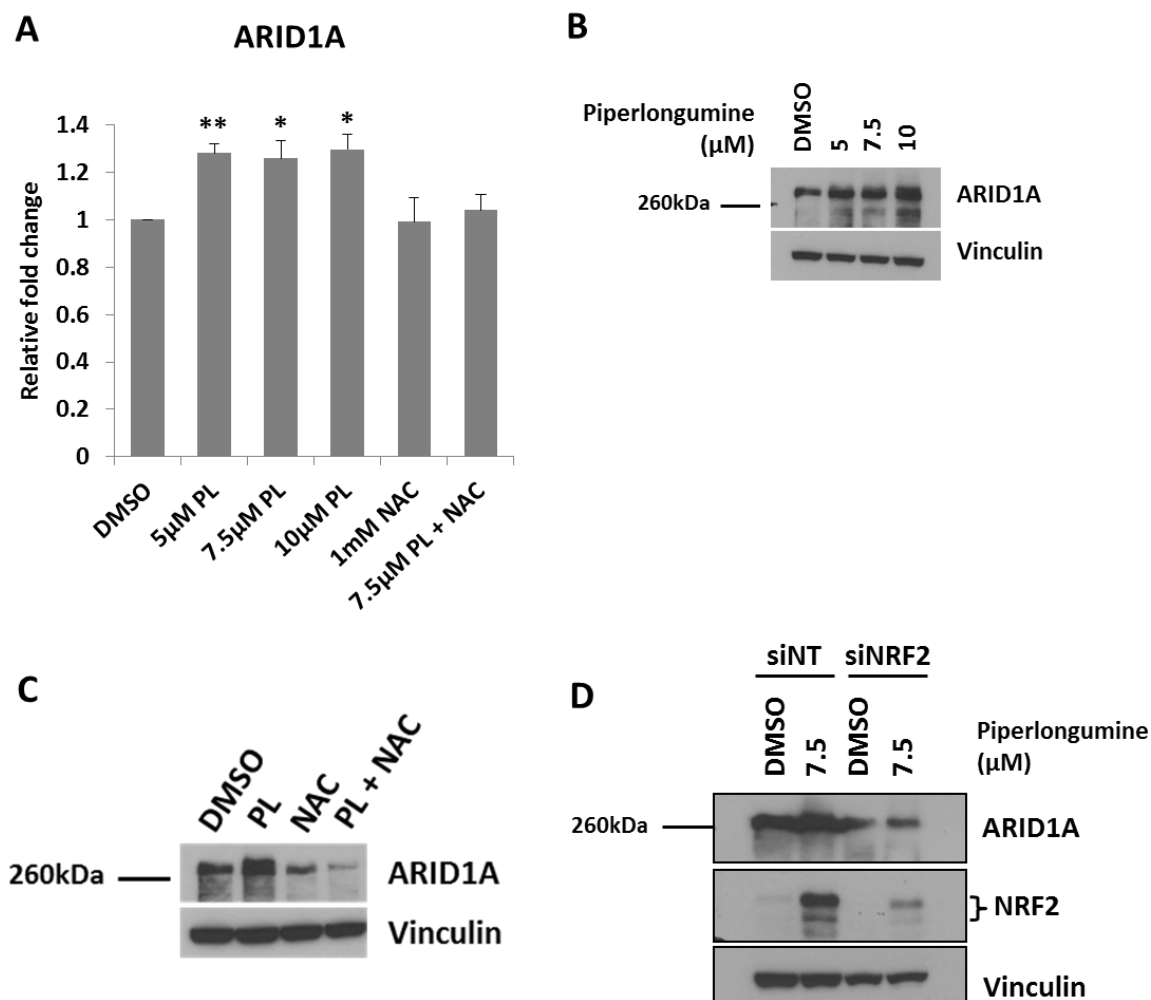 A
ARID1A
Relative fold change
1.4
1.2
1
0.8
0.6
0.4
0.2
0
** * *
DMSO
5μM PL
7.5μM PL
10μM PL
1mM NAC
7.5μM PL + NAC
B
Piperlongumine
(μM)
DMSO
5
7.5
10
260kDa
ARID1A
Vinculin
C
DMSO
PL
NAC
PL + NAC
260kDa
ARID1A
Vinculin
D
siNT siNRF2
DMSO
7.5
DMSO
7.5
Piperlongumine
(μM)
260kDa
ARID1A
NRF2
Vinculin